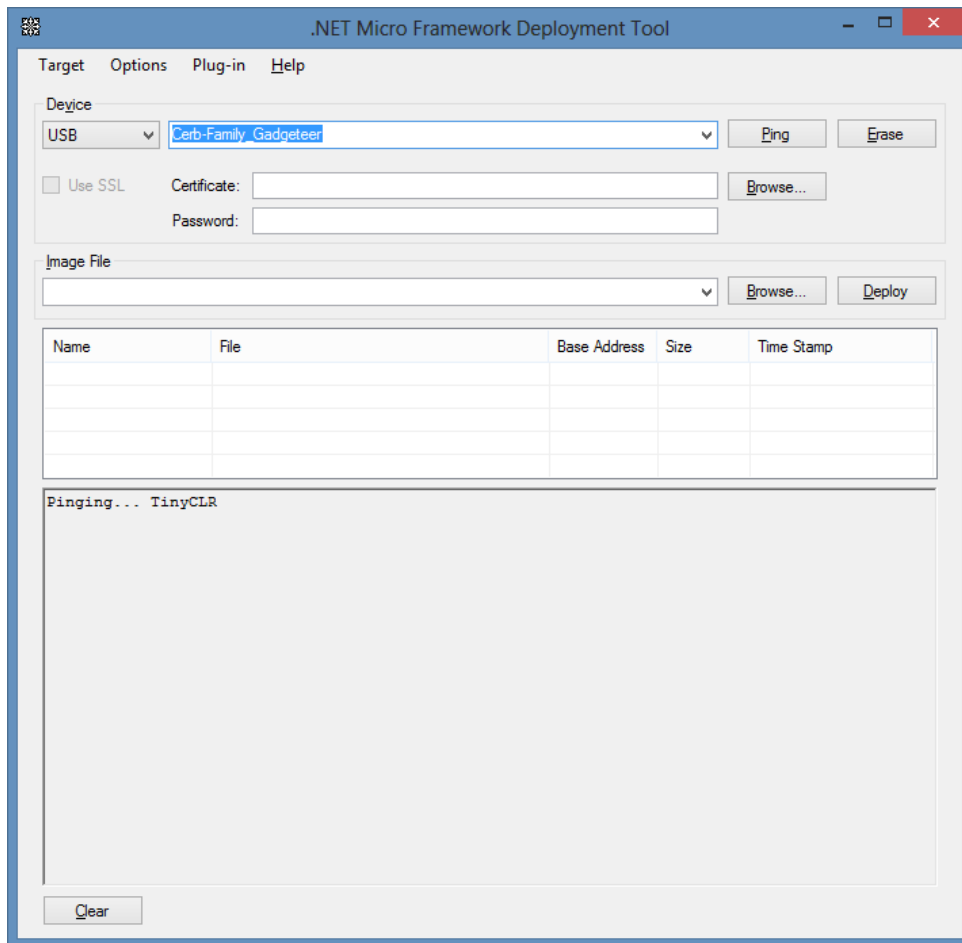 .NET Micro Framework Deployment Tool
Target Options Plug-in Help
Device
USB Cerb-Family_Gadgeteer Ping Erase
Use SSL Certificate: Browse...
Password:
Image File
Browse... Deploy
Name File Base Address Size Time Stamp
Pinging... TinyCLR
Clear